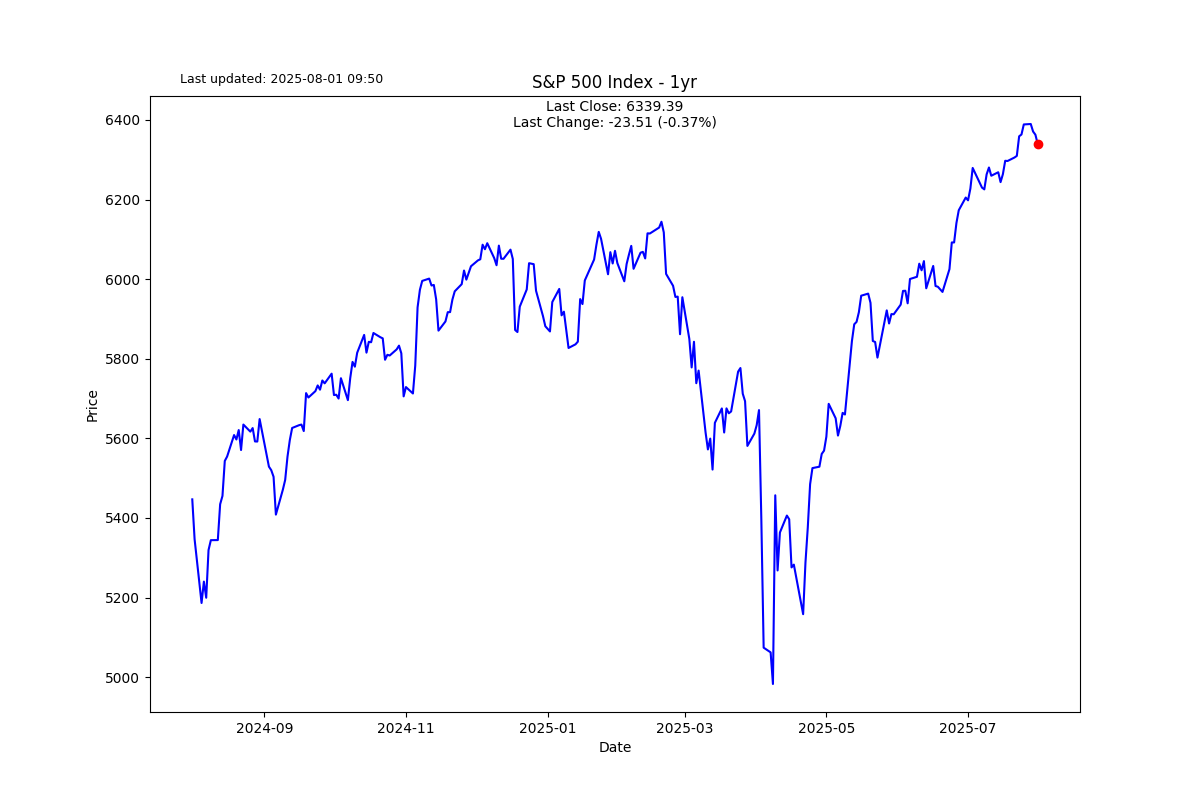 Last updated: 2025-08-01 09:50
S&P 500 Index - 1yr
Last Close: 6339.39
Last Change: -23.51 (-0.37%)
Price
6400
6200
6000
5800
5600
5400
5200
5000
2024-09
2024-11
2025-01
2025-03
2025-05
2025-07
Date